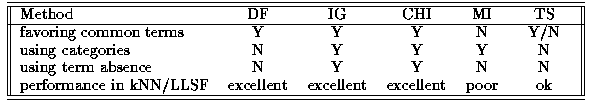 Method DF IG CHI MI TS
favoring common terms Y Y Y N Y/N
using categories N Y Y Y N
using term absence N Y Y N N
performance in kNN/LLSF excellent excellent excellent poor ok